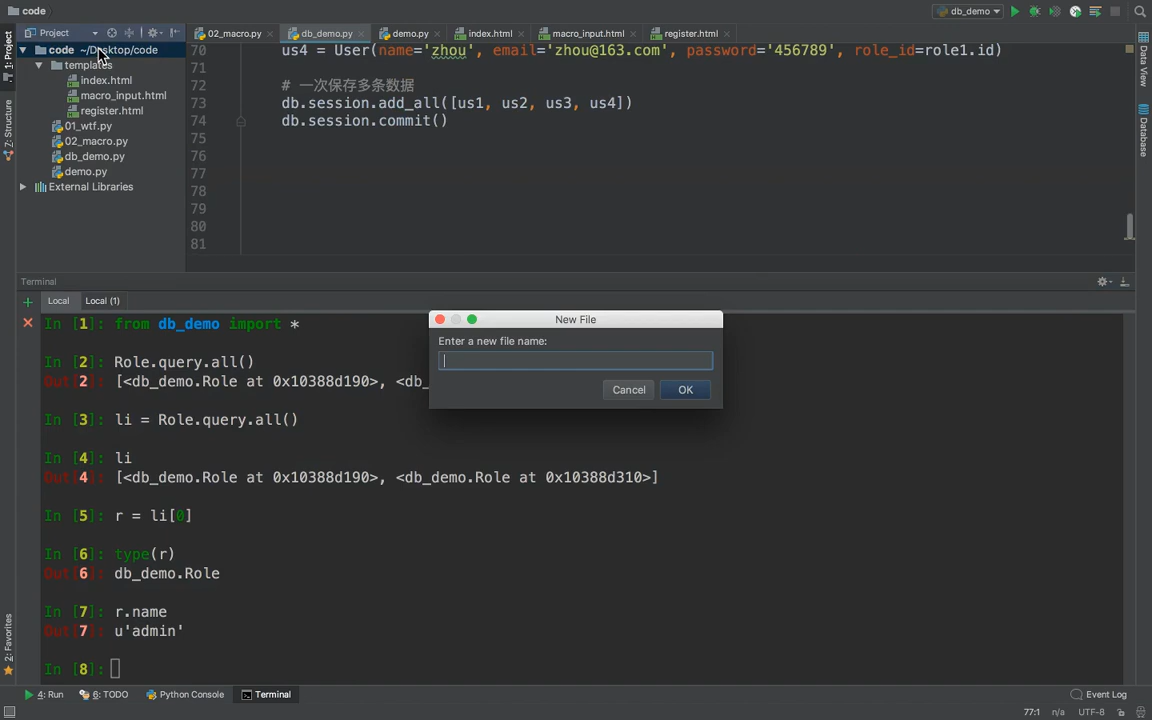 code
db_demo
Project
02_macro.py
db_demo.py
demo.py
index.html
macro_input.html
register.html
1: Project
Z: Structure
2: Favorites
Data View
Database
code ~/Desktop/code
templates
index.html
macro_input.html
register.html
01_wtf.py
02_macro.py
db_demo.py
demo.py
External Libraries
70 us4 = User(name='zhou', email='zhou@163.com', password='456789', role_id=role1.id)
71
72 # 一次保存多条数据
73 db.session.add_all([us1, us2, us3, us4])
74 db.session.commit()
75
76
77
78
79
80
81
Terminal
Local Local (1)
In [1]: from db_demo import *
In [2]: Role.query.all()
Out[2]: [<db_demo.Role at 0x10388d190>, <db_
In [3]: li = Role.query.all()
In [4]: li
Out[4]: [<db_demo.Role at 0x10388d190>, <db_demo.Role at 0x10388d310>]
In [5]: r = li[0]
In [6]: type(r)
Out[6]: db_demo.Role
In [7]: r.name
Out[7]: u'admin'
In [8]:
New File
Enter a new file name:
Cancel OK
4: Run 6: TODO Python Console Terminal Event Log
77:1 n/a UTF-8